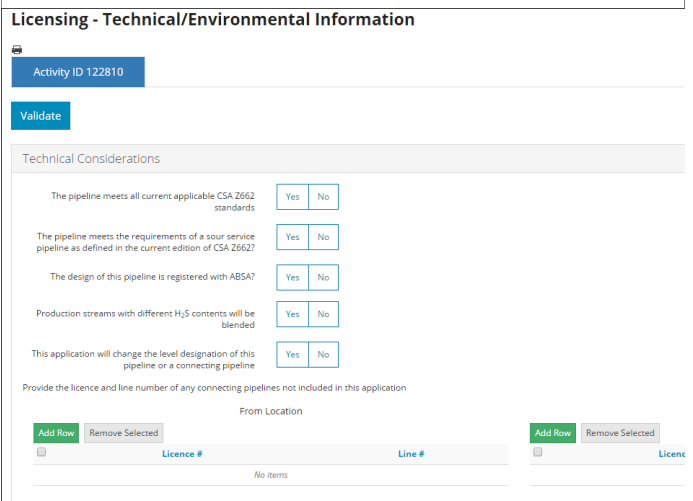 Licensing - Technical/Environmental Information
Activity ID 122810
Validate
Technical Considerations
The pipeline meets all current applicable CSA Z662
standards
Yes No
The pipeline meets the requirements of a sour service
pipeline as defined in the current edition of CSA Z662?
Yes No
The design of this pipeline is registered with ABSA?
Yes No
Production streams with different H₂S contents will be
blended
Yes No
This application will change the level designation of this
pipeline or a connecting pipeline
Yes No
Provide the licence and line number of any connecting pipelines not included in this application
From Location
Add Row Remove Selected Add Row Remove Selected
Licence # Line # Licenc
No items